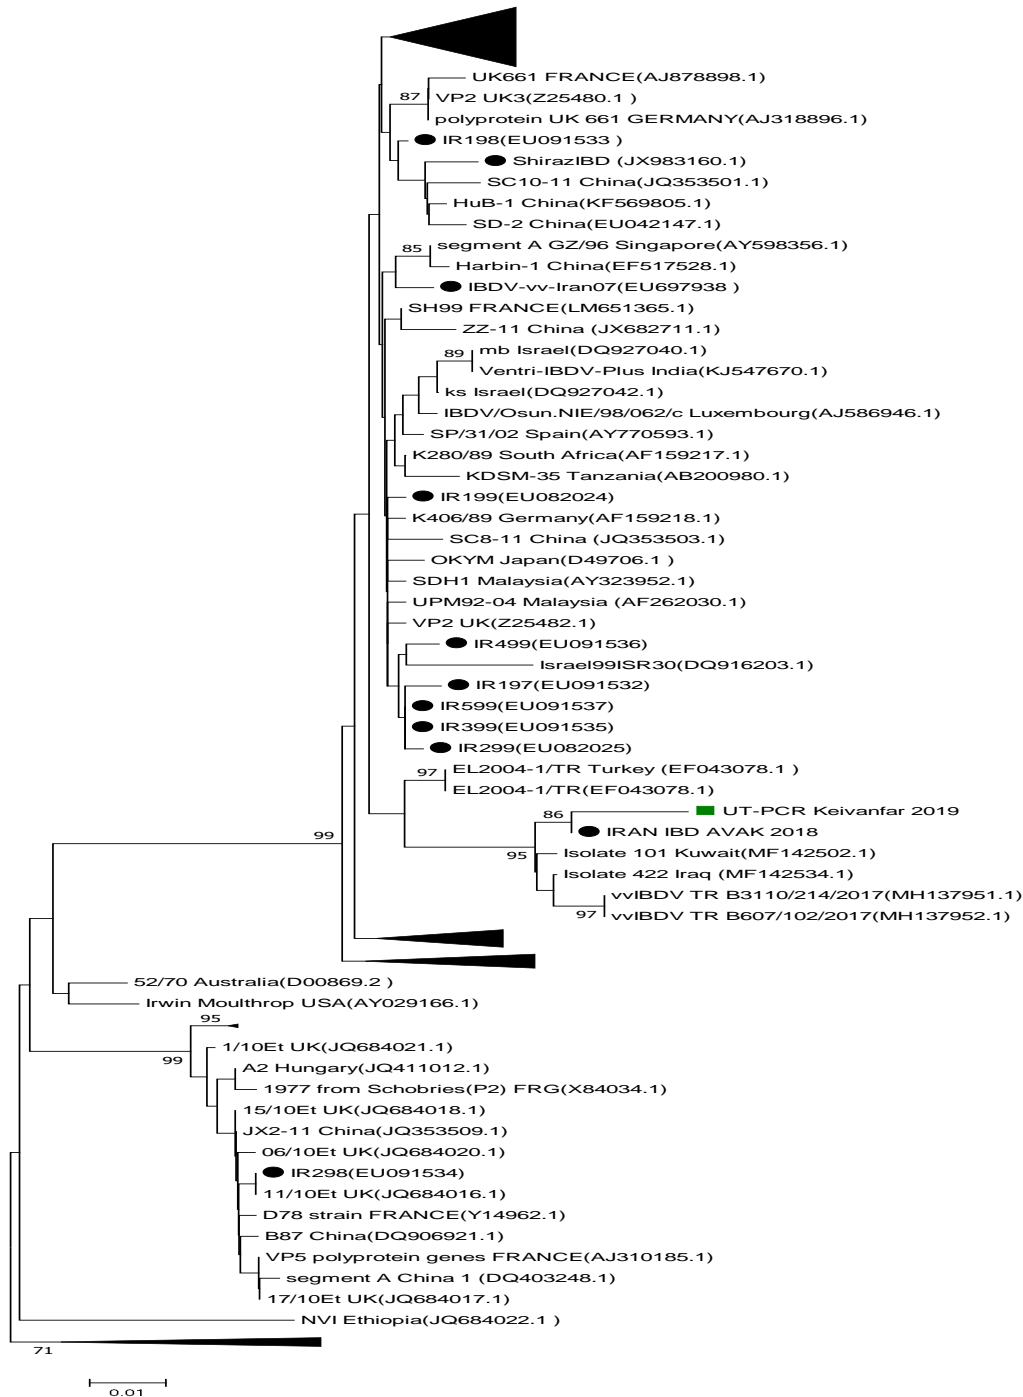 UK661 FRANCE(AJ878898.1)
87 VP2 UK3(Z25480.1 )
polyprotein UK 661 GERMANY(AJ318896.1)
IR198(EU091533 )
ShirazIBD (JX983160.1)
SC10-11 China(JQ353501.1)
HuB-1 China(KF569805.1)
SD-2 China(EU042147.1)
85 segment A GZ/96 Singapore(AY598356.1)
Harbin-1 China(EF517528.1)
IBDV-vv-Iran07(EU697938 )
SH99 FRANCE(LM651365.1)
ZZ-11 China (JX682711.1)
89 mb Israel(DQ927040.1)
Ventri-IBDV-Plus India(KJ547670.1)
ks Israel(DQ927042.1)
IBDV/Osun.NIE/98/062/c Luxembourg(AJ586946.1)
SP/31/02 Spain(AY770593.1)
K280/89 South Africa(AF159217.1)
KDSM-35 Tanzania(AB200980.1)
IR199(EU082024)
K406/89 Germany(AF159218.1)
SC8-11 China (JQ353503.1)
OKYM Japan(D49706.1 )
SDH1 Malaysia(AY323952.1)
UPM92-04 Malaysia (AF262030.1)
VP2 UK(Z25482.1)
IR499(EU091536)
Israel99ISR30(DQ916203.1)
IR197(EU091532)
IR599(EU091537)
IR399(EU091535)
IR299(EU082025)
97 EL2004-1/TR Turkey (EF043078.1 )
EL2004-1/TR(EF043078.1)
86 UT-PCR Keivanfar 2019
99 IRAN IBD AVAK 2018
95 Isolate 101 Kuwait(MF142502.1)
Isolate 422 Iraq (MF142534.1)
vvIBDV TR B3110/214/2017(MH137951.1)
97 vvIBDV TR B607/102/2017(MH137952.1)
52/70 Australia(D00869.2 )
Irwin Moulthrop USA(AY029166.1)
95
99 1/10Et UK(JQ684021.1)
A2 Hungary(JQ411012.1)
1977 from Schobries(P2) FRG(X84034.1)
15/10Et UK(JQ684018.1)
JX2-11 China(JQ353509.1)
06/10Et UK(JQ684020.1)
IR298(EU091534)
11/10Et UK(JQ684016.1)
D78 strain FRANCE(Y14962.1)
B87 China(DQ906921.1)
VP5 polyprotein genes FRANCE(AJ310185.1)
segment A China 1 (DQ403248.1)
17/10Et UK(JQ684017.1)
NVI Ethiopia(JQ684022.1 )
71
0.01